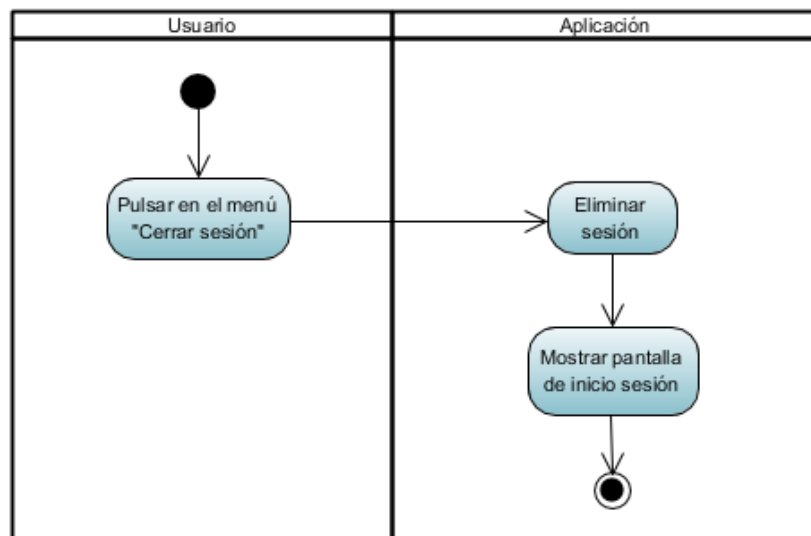 Usuario
Aplicación
Pulsar en el menú
"Cerrar sesión"
Eliminar
sesión
Mostrar pantalla
de inicio sesión